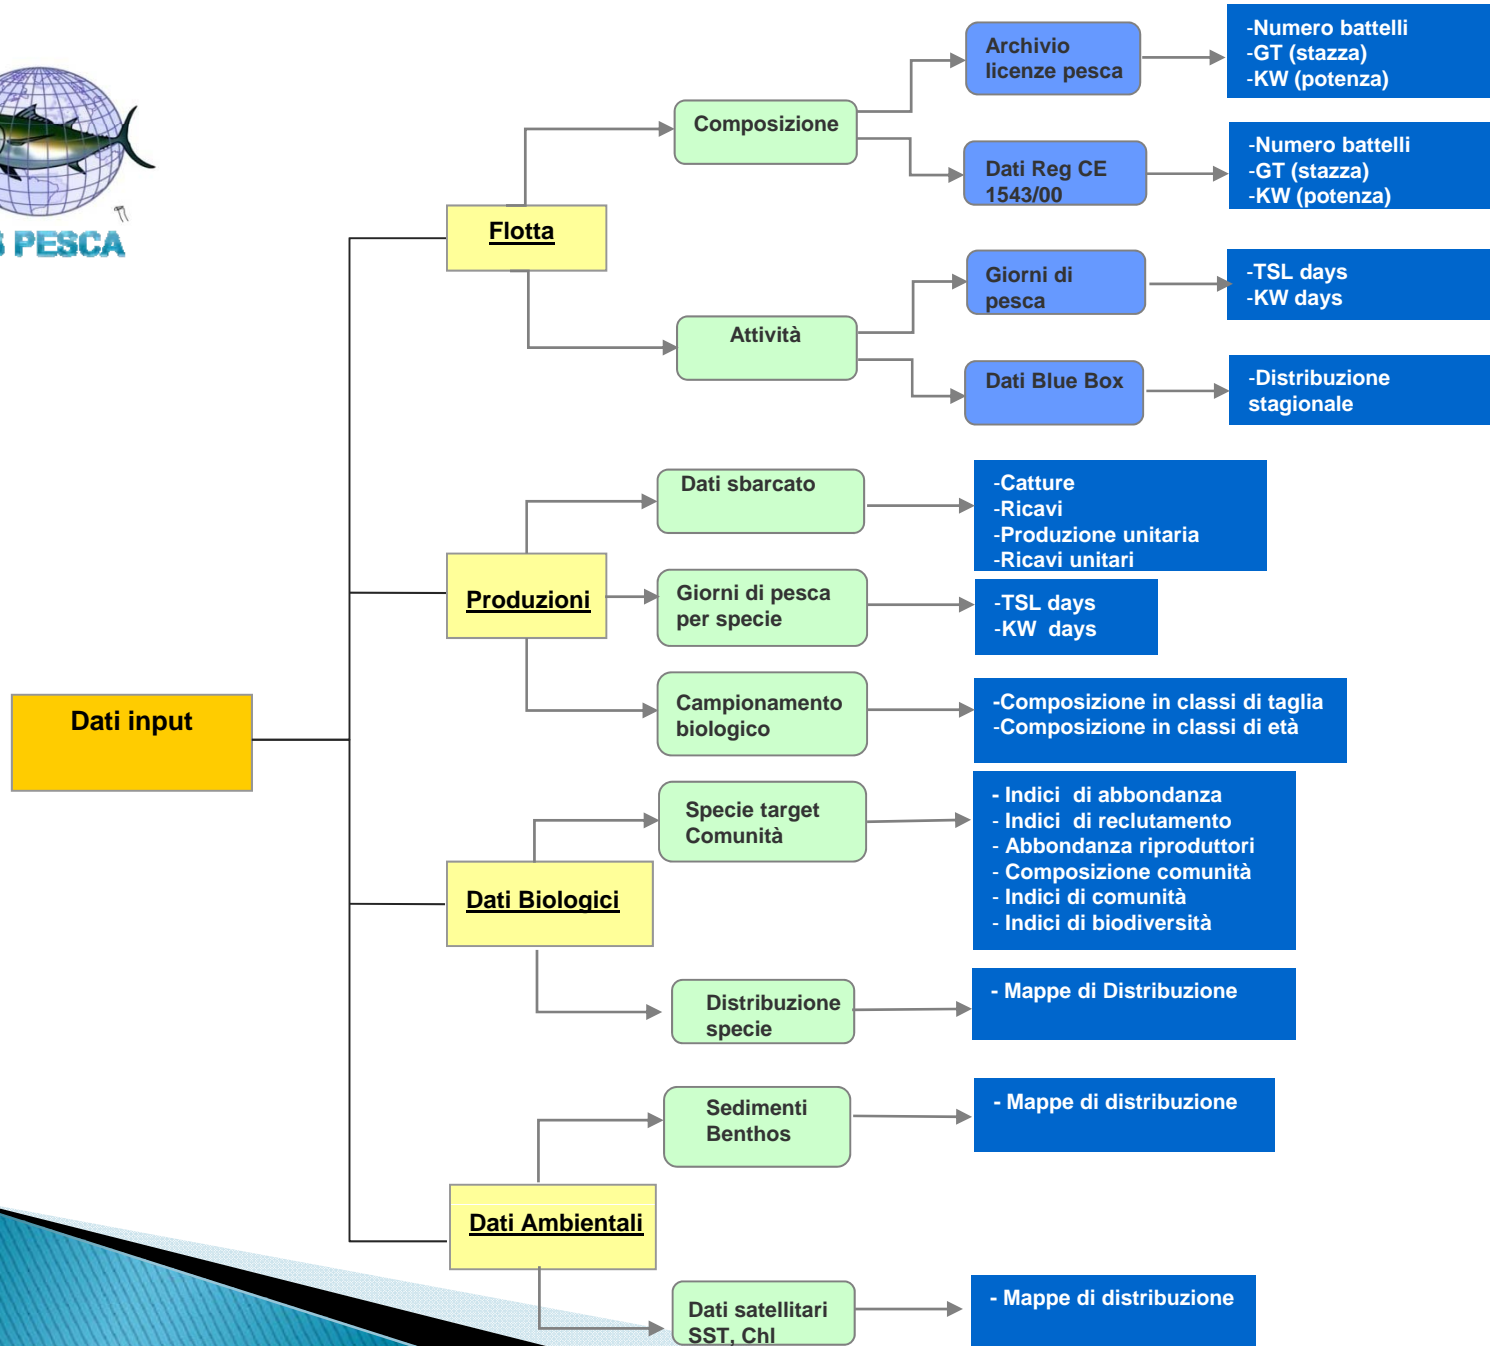 PESCA
Dati input
Flotta
Composizione
Archivio
licenze pesca
-Numero battelli
-GT (stazza)
-KW (potenza)
Dati Reg CE
1543/00
-Numero battelli
-GT (stazza)
-KW (potenza)
Attività
Giorni di
pesca
-TSL days
-KW days
Dati Blue Box
-Distribuzione
stagionale
Produzioni
Dati sbarcato
-Catture
-Ricavi
-Produzione unitaria
-Ricavi unitari
Giorni di pesca
per specie
-TSL days
-KW  days
Campionamento
biologico
-Composizione in classi di taglia
-Composizione in classi di età
Dati Biologici
Specie target
Comunità
- Indici  di abbondanza
- Indici  di reclutamento
- Abbondanza riproduttori
- Composizione comunità
- Indici di comunità
- Indici di biodiversità
Distribuzione
specie
- Mappe di Distribuzione
Dati Ambientali
Sedimenti
Benthos
- Mappe di distribuzione
Dati satellitari
SST, Chl
- Mappe di distribuzione